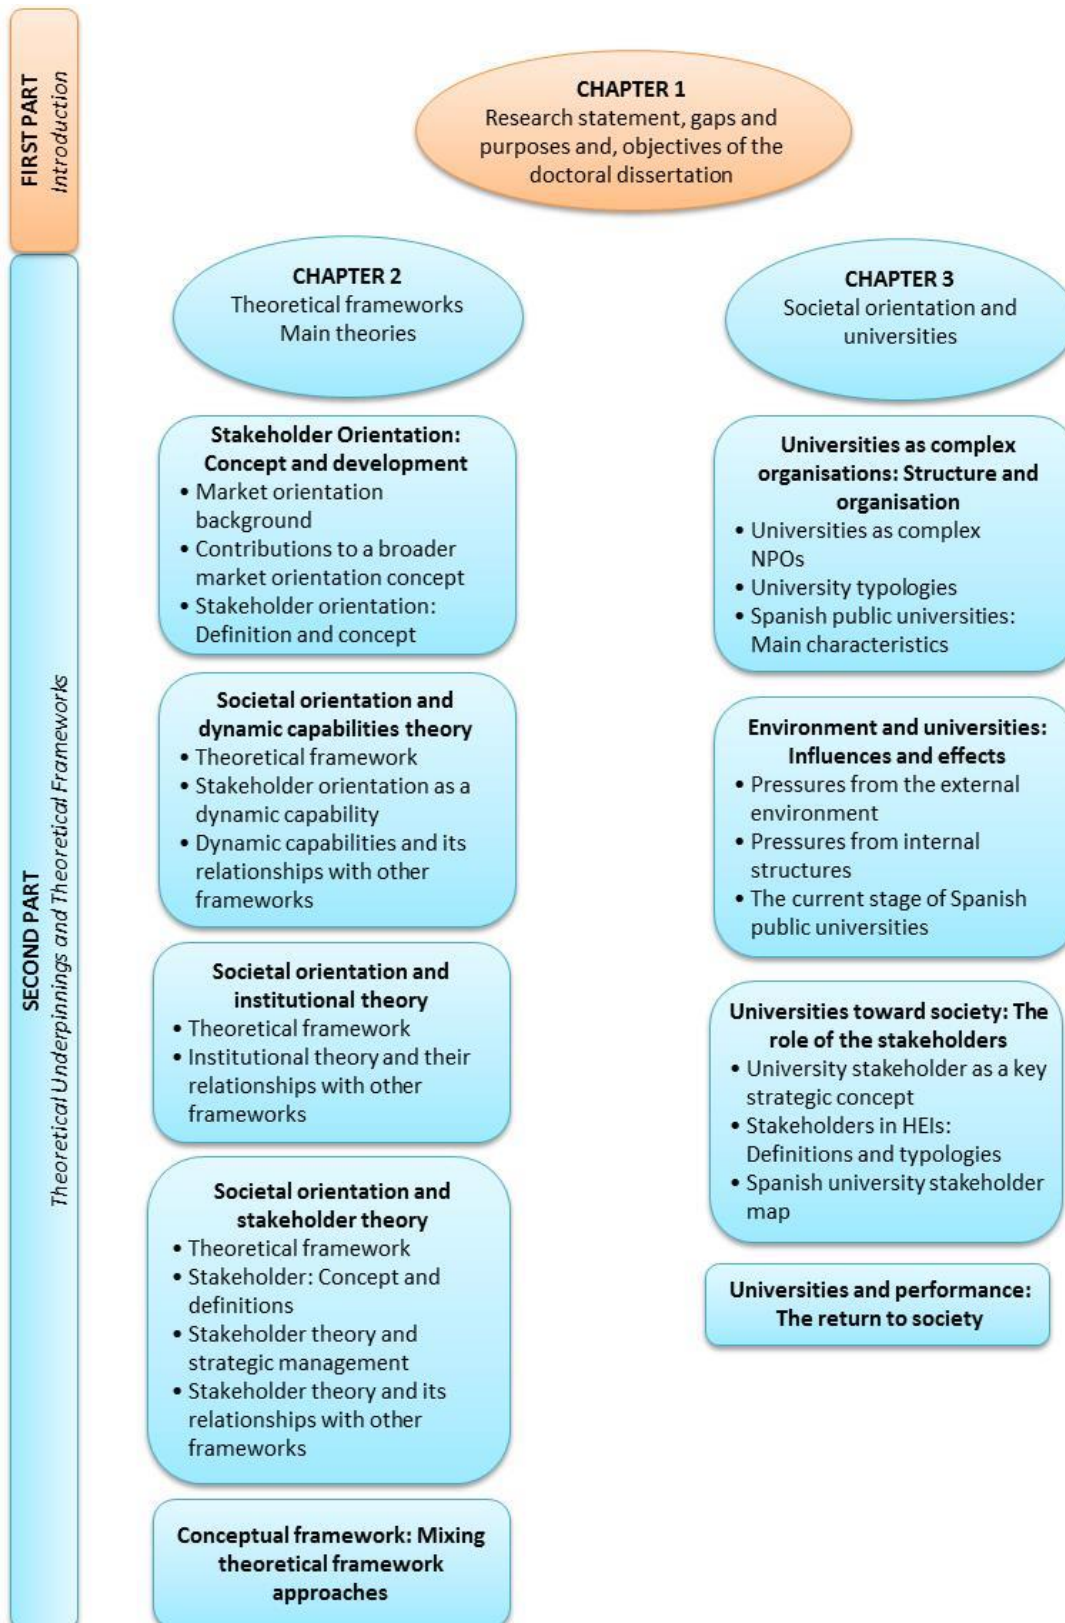 FIRST PART
Introduction
CHAPTER 1
Research statement, gaps and
purposes and, objectives of the
doctoral dissertation
SECOND PART
Theoretical Underpinnings and Theoretical Frameworks
CHAPTER 2
Theoretical frameworks
Main theories
Stakeholder Orientation:
Concept and development
• Market orientation
background
• Contributions to a broader
market orientation concept
• Stakeholder orientation:
Definition and concept
Societal orientation and
dynamic capabilities theory
• Theoretical framework
• Stakeholder orientation as a
dynamic capability
• Dynamic capabilities and its
relationships with other
frameworks
Societal orientation and
institutional theory
• Theoretical framework
• Institutional theory and their
relationships with other
frameworks
Societal orientation and
stakeholder theory
• Theoretical framework
• Stakeholder: Concept and
definitions
• Stakeholder theory and
strategic management
• Stakeholder theory and its
relationships with other
frameworks
Conceptual framework: Mixing
theoretical framework
approaches
CHAPTER 3
Societal orientation and
universities
Universities as complex
organisations: Structure and
organisation
• Universities as complex
NPOs
• University typologies
• Spanish public universities:
Main characteristics
Environment and universities:
Influences and effects
• Pressures from the external
environment
• Pressures from internal
structures
• The current stage of Spanish
public universities
Universities toward society: The
role of the stakeholders
• University stakeholder as a key
strategic concept
• Stakeholders in HEIs:
Definitions and typologies
• Spanish university stakeholder
map
Universities and performance:
The return to society